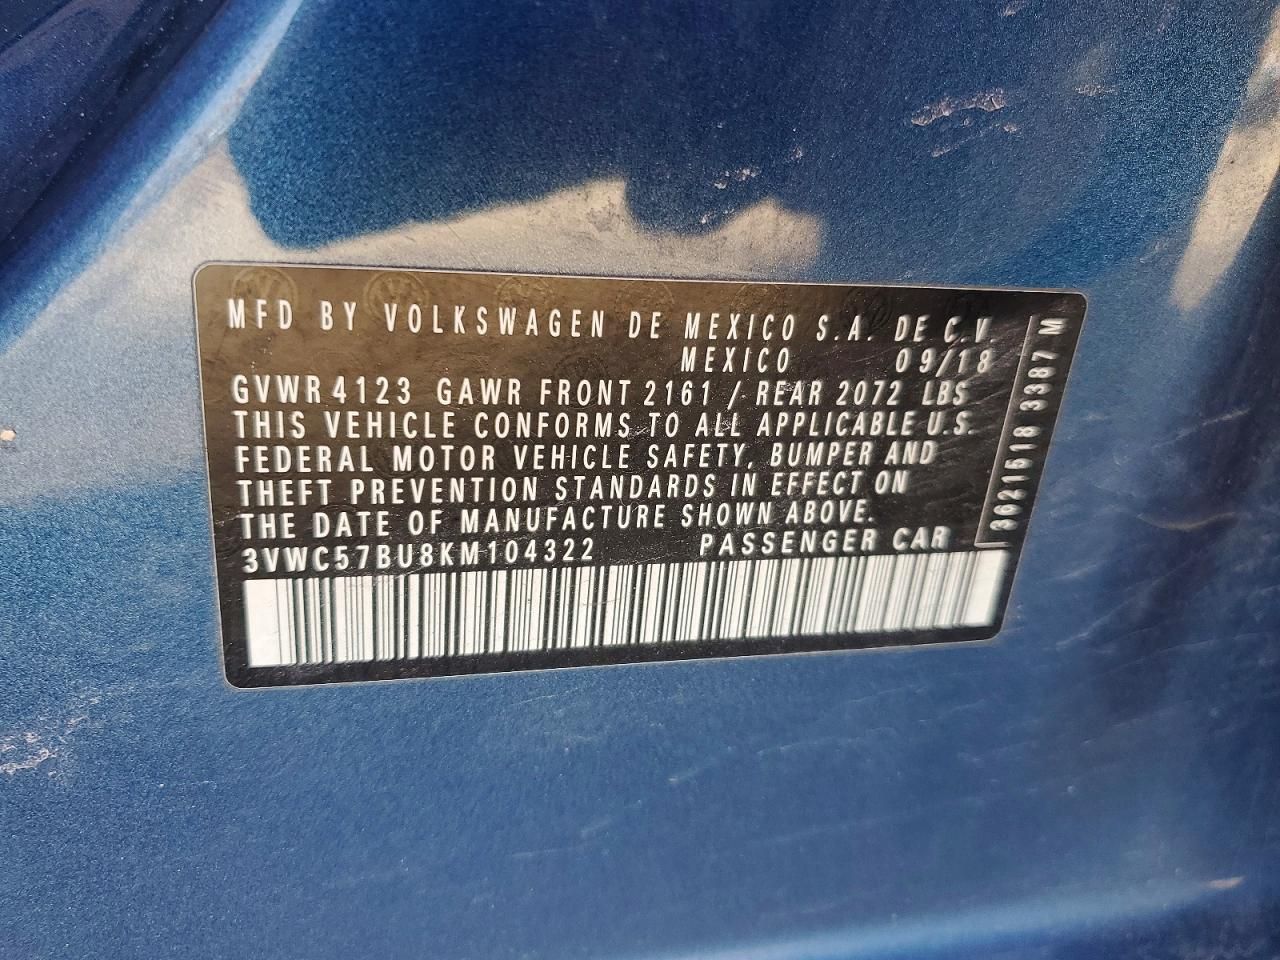 MFD BY VOLKSWAGEN DE MEXICO S.A. DE C.V.
MEXICO 09/18
GVWR 4123 GAWR FRONT 2161 / REAR 2072 LBS
THIS VEHICLE CONFORMS TO ALL APPLICABLE U.S.
FEDERAL MOTOR VEHICLE SAFETY, BUMPER AND
THEFT PREVENTION STANDARDS IN EFFECT ON
THE DATE OF MANUFACTURE SHOWN ABOVE.
3VWC57BU8KM104322 PASSENGER CAR
3621618 3387 M